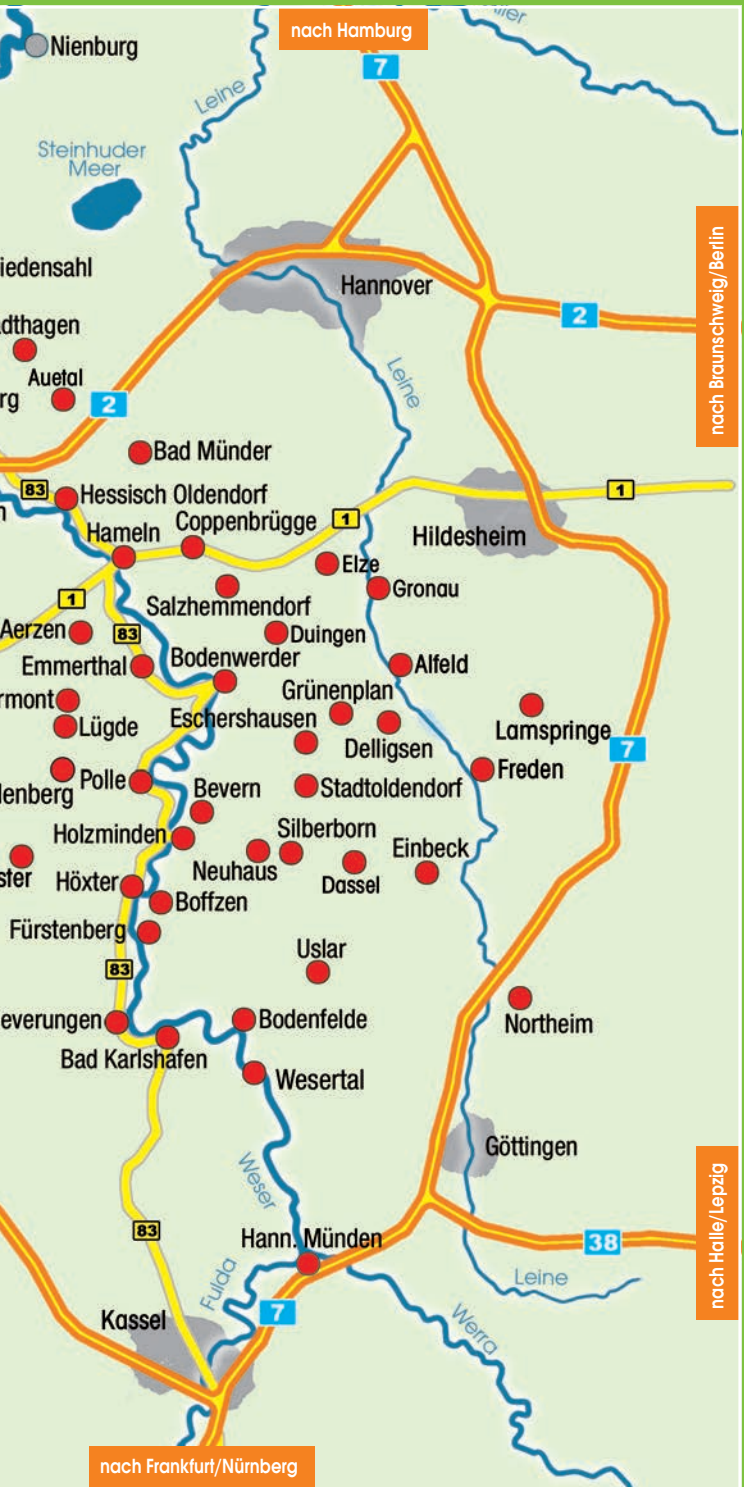 nach Hamburg
Aller
7
Nienburg
Leine
Steinhuder
Meer
nach Braunschweig/Berlin
iedensahl
Hannover
2
dthagen
Auetal
rg
2
Leine
Bad Münder
83
Hessisch Oldendorf
1
1
Coppenbrügge
Hameln
Hildesheim
Elze
Gronau
1
Salzhemmendorf
Aerzen
83
Duingen
Emmerthal
Bodenwerder
Alfeld
rmont
Grünenplan
Lügde
Eschershausen
Lamspringe
Delligsen
7
Freden
Polle
lenberg
Bevern
Stadtoldendorf
Holzminden
Silberborn
Einbeck
ster
Neuhaus
Höxter
Dassel
Boffzen
Fürstenberg
Uslar
83
Northeim
everungen
Bodenfelde
Bad Karlshafen
Wesertal
Göttingen
Weser
83
Hann. Münden
38
nach Halle/Lepzig
Fulda
Leine
7
Kassel
Werra
nach Frankfurt/Nürnberg